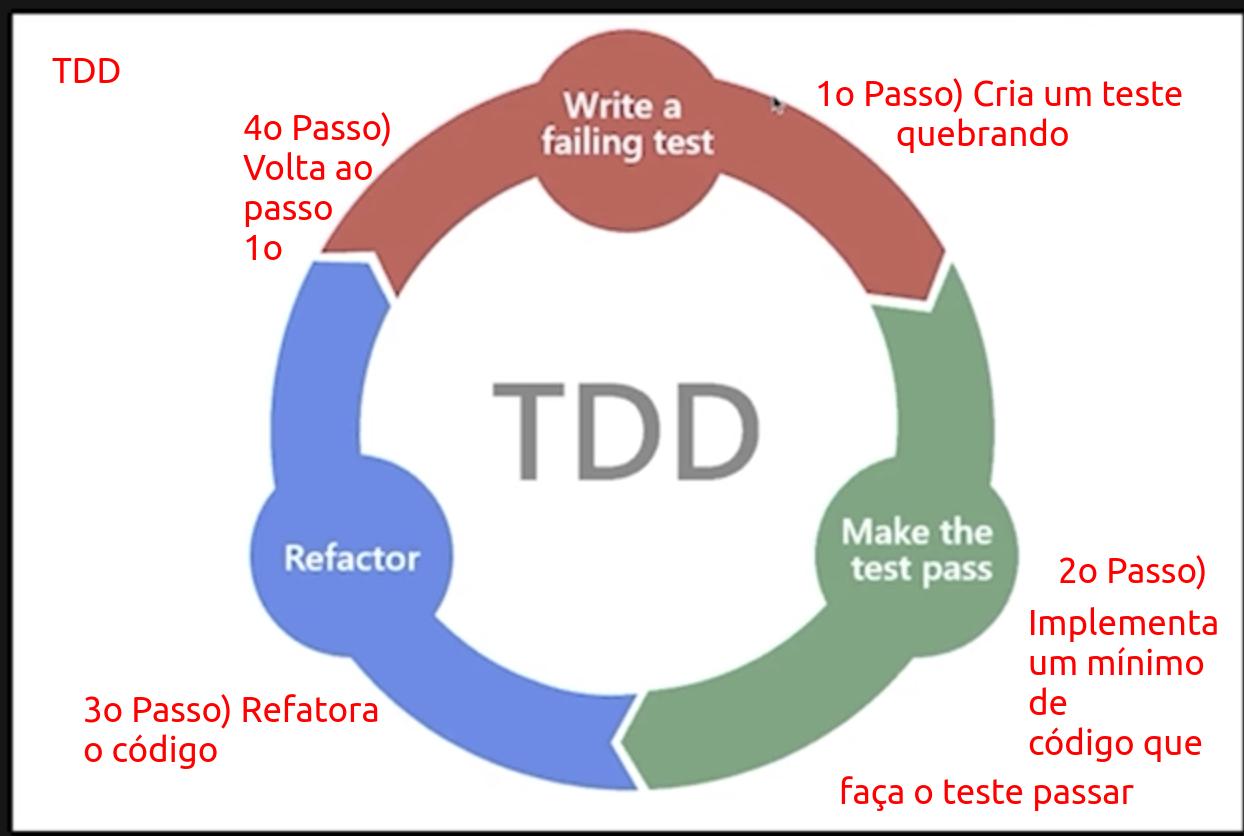 TDD
4o Passo)
Volta ao
passo
1o
Write a
failing test
1o Passo) Cria um teste
quebrando
TDD
Make the
test pass
2o Passo)
Implementa
um mínimo
de
código que
faça o teste passar
Refactor
3o Passo) Refatora
o código